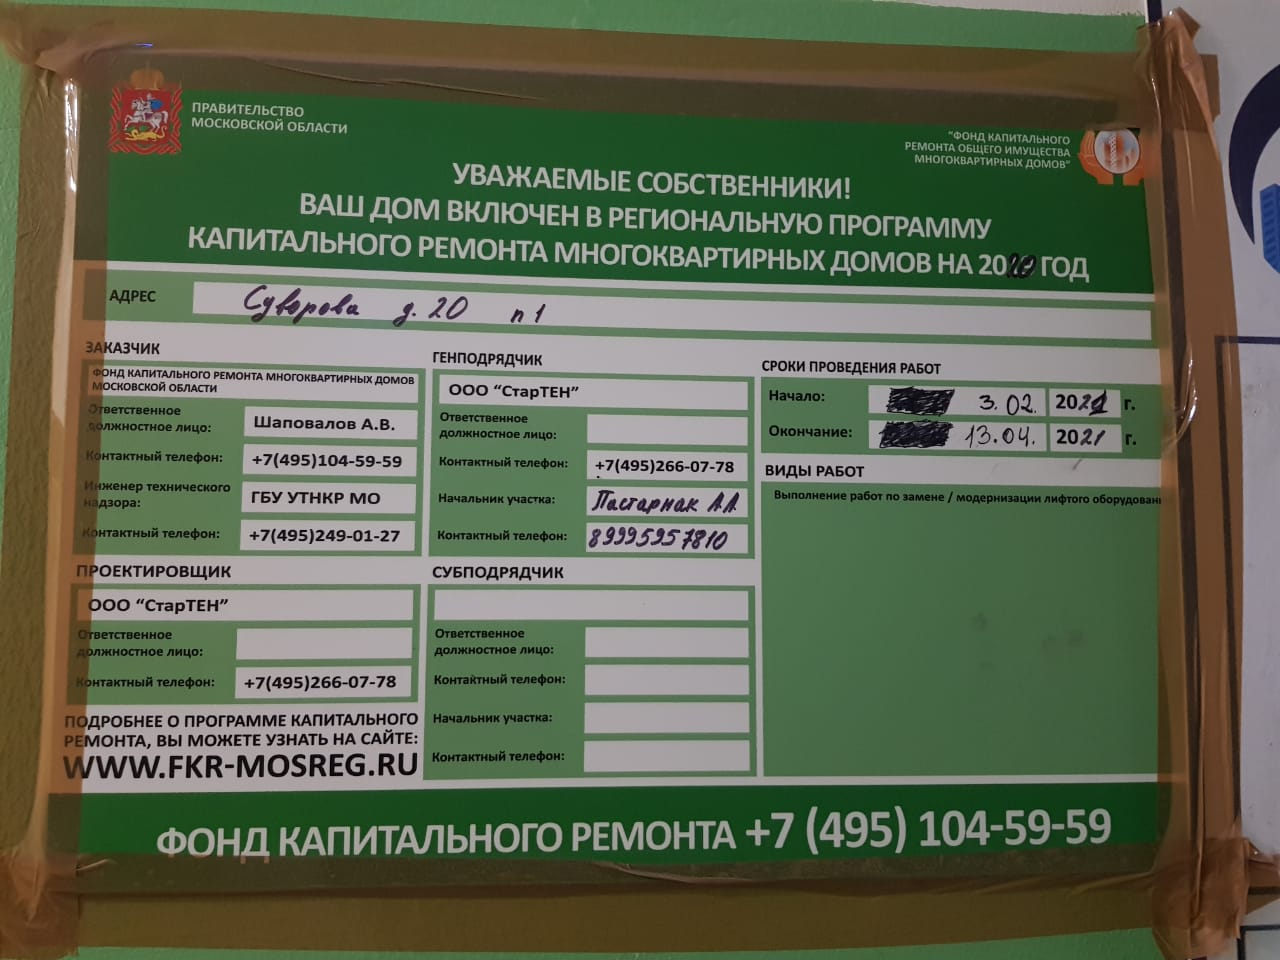 ПРАВИТЕЛЬСТВО
МОСКОВСКОЙ ОБЛАСТИ
"ФОНД КАПИТАЛЬНОГО
РЕМОНТА ОБЩЕГО ИМУЩЕСТВА
МНОГОКВАРТИРНЫХ ДОМОВ"
УВАЖАЕМЫЕ СОБСТВЕННИКИ!
ВАШ ДОМ ВКЛЮЧЕН В РЕГИОНАЛЬНУЮ ПРОГРАММУ
КАПИТАЛЬНОГО РЕМОНТА МНОГОКВАРТИРНЫХ ДОМОВ НА 2020 ГОД
АДРЕС
Суворова д. 20 п 1
ЗАКАЗЧИК
ФОНД КАПИТАЛЬНОГО РЕМОНТА МНОГОКВАРТИРНЫХ ДОМОВ
МОСКОВСКОЙ ОБЛАСТИ
Ответственное
должностное лицо:
Шаповалов А.В.
Контактный телефон:
+7(495)104-59-59
Инженер технического
надзора:
ГБУ УТНКР МО
Контактный телефон:
+7(495)249-01-27
ПРОЕКТИРОВЩИК
ООО "СтарТЕН"
Ответственное
должностное лицо:
Контактный телефон:
+7(495)266-07-78
ПОДРОБНЕЕ О ПРОГРАММЕ КАПИТАЛЬНОГО
РЕМОНТА, ВЫ МОЖЕТЕ УЗНАТЬ НА САЙТЕ:
WWW.FKR-MOSREG.RU
ГЕНПОДРЯДЧИК
ООО "СтарТЕН"
Ответственное
должностное лицо:
Контактный телефон:
+7(495)266-07-78
Начальник участка:
Пастарнак А.А.
Контактный телефон:
89995957810
СУБПОДРЯДЧИК
Ответственное
должностное лицо:
Контактный телефон:
Начальник участка:
Контактный телефон:
СРОКИ ПРОВЕДЕНИЯ РАБОТ
Начало: 3.02. 2021 г.
Окончание: 13.04. 2021 г.
ВИДЫ РАБОТ
Выполнение работ по замене / модернизации лифтого оборудован
ФОНД КАПИТАЛЬНОГО РЕМОНТА +7 (495) 104-59-59